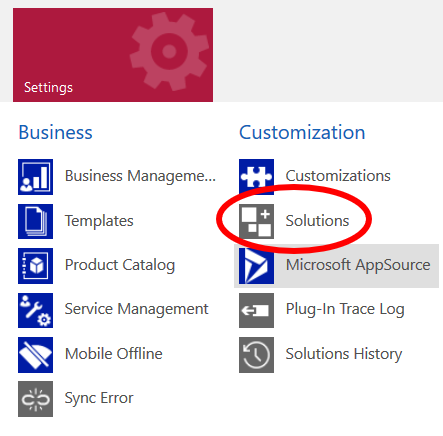 Settings
Business
Business Manageme...
Templates
Product Catalog
Service Management
Mobile Offline
Sync Error
Customization
Customizations
Solutions
Microsoft AppSource
Plug-In Trace Log
Solutions History